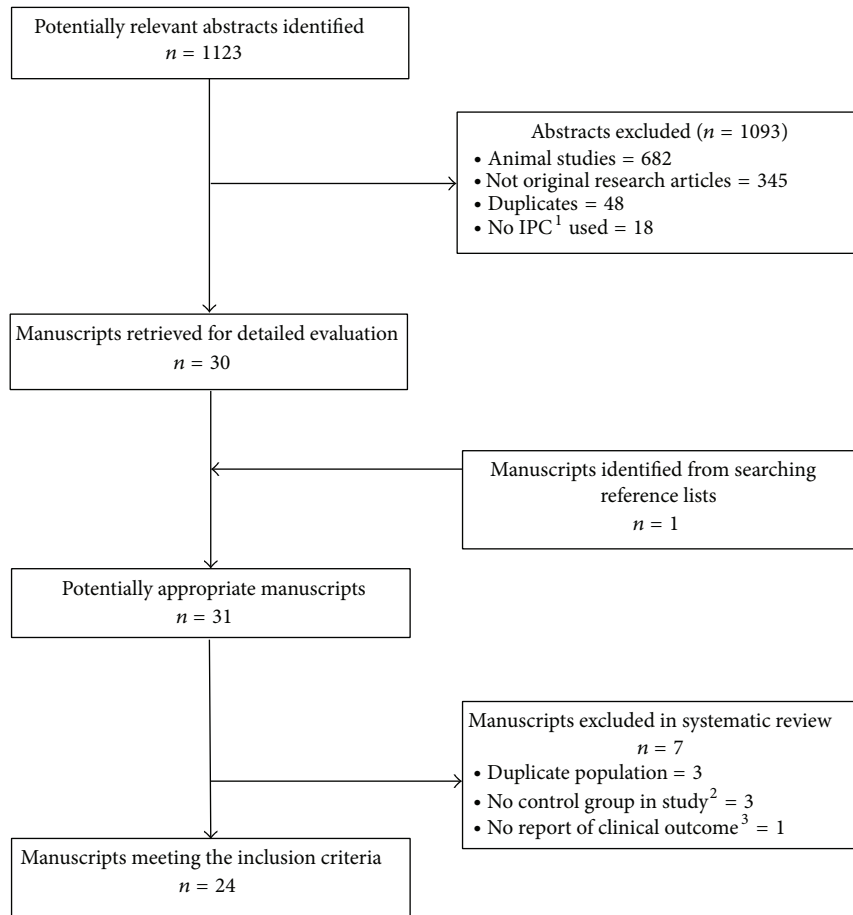 Potentially relevant abstracts identified
n = 1123
Abstracts excluded (n = 1093)
• Animal studies = 682
• Not original research articles = 345
• Duplicates = 48
• No IPC¹ used = 18
Manuscripts retrieved for detailed evaluation
n = 30
Manuscripts identified from searching
reference lists
n = 1
Potentially appropriate manuscripts
n = 31
Manuscripts excluded in systematic review
n = 7
• Duplicate population = 3
• No control group in study² = 3
• No report of clinical outcome³ = 1
Manuscripts meeting the inclusion criteria
n = 24